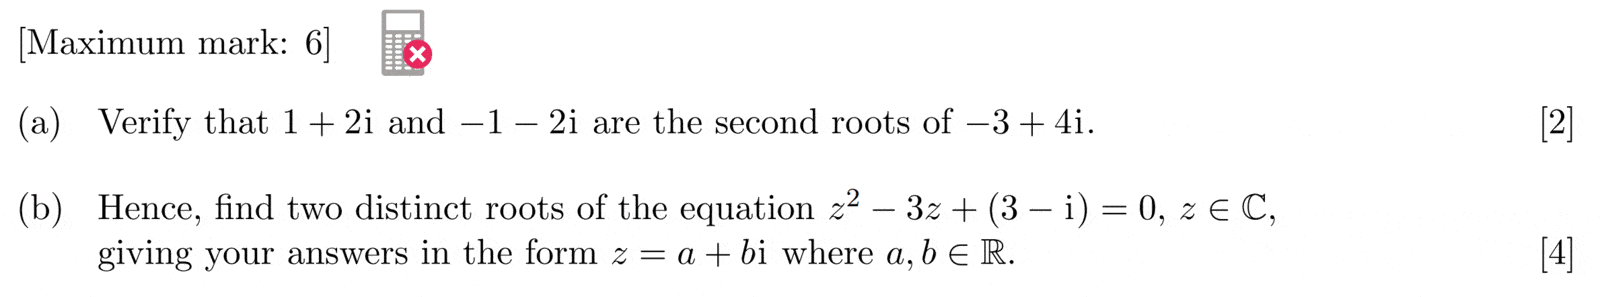 [Maximum mark: 6]
(a) Verify that 1 + 2i and −1 − 2i are the second roots of −3 + 4i. [2]
(b) Hence, find two distinct roots of the equation z² − 3z + (3 − i) = 0, z ∈ ℂ,
giving your answers in the form z = a + bi where a, b ∈ ℝ. [4]